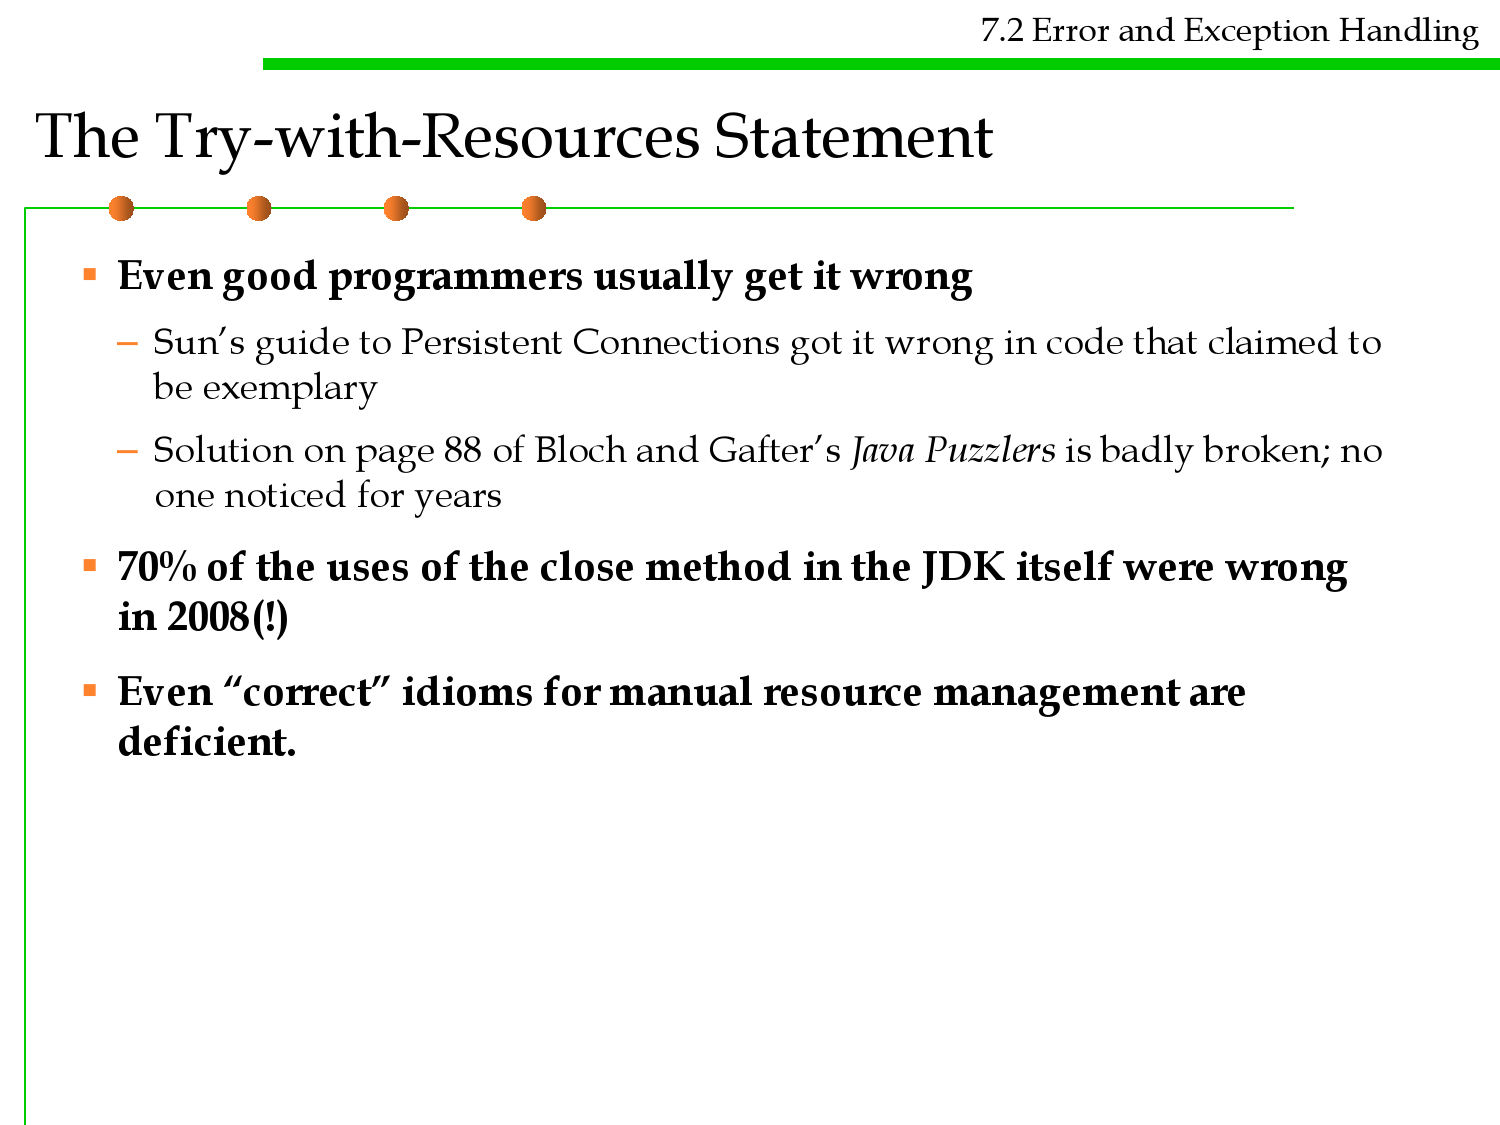 7.2 Error and Exception Handling
The Try-with-Resources Statement
▪ Even good programmers usually get it wrong
– Sun’s guide to Persistent Connections got it wrong in code that claimed to
be exemplary
– Solution on page 88 of Bloch and Gafter’s Java Puzzlers is badly broken; no
one noticed for years
▪ 70% of the uses of the close method in the JDK itself were wrong
in 2008(!)
▪ Even “correct” idioms for manual resource management are
deficient.